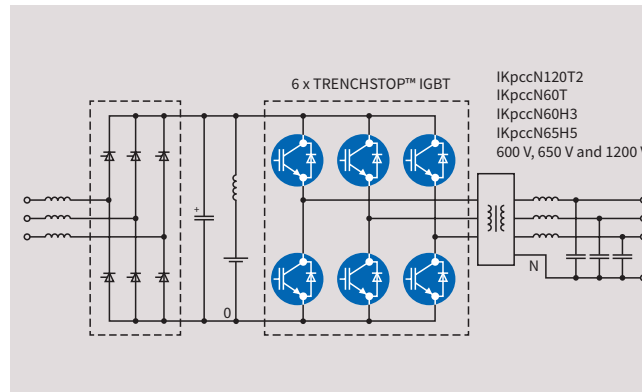 6 x TRENCHSTOP™ IGBT
IKpccN120T2
IKpccN60T
IKpccN60H3
IKpccN65H5
600 V, 650 V and 1200 V
+
0
N